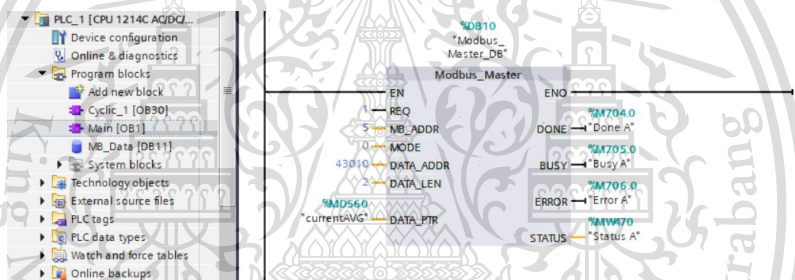 PLC_1 [CPU 1214C AC/DC/...
Device configuration
Online & diagnostics
Program blocks
Add new block
Cyclic_1 [OB30]
Main [OB1]
MB_Data [DB11]
System blocks
Technology objects
External source files
PLC tags
PLC data types
Watch and force tables
Online backups
%DB10
"Modbus_
Master_DB"
Modbus_Master
EN
ENO
1
REQ
5
MB_ADDR
0
MODE
43010
DATA_ADDR
2
DATA_LEN
%MD560
"currentAVG"
DATA_PTR
%M704.0
DONE
"Done A"
%M705.0
BUSY
"Busy A"
%M706.0
ERROR
"Error A"
%MW470
STATUS
"Status A"
King
abang